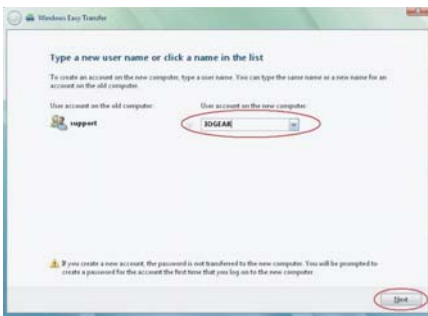 Windows Easy Transfer
Type a new user name or click a name in the list
To create an account on the new computer, type a user name. You can type the same name or a new name for an
account on the old computer.
User account on the old computer: User account on the new computer:
support IOGEAR
If you create a new account, the password is not transferred to the new computer. You will be prompted to
create a password for the account the first time that you log on to the new computer.
Next